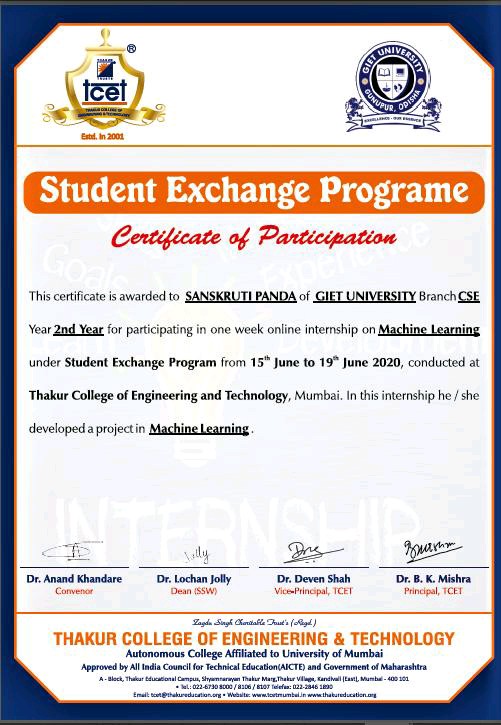 THAKUR TRUSTS
tcet
THAKUR COLLEGE OF
ENGINEERING & TECHNOLOGY
®
Estd. in 2001
GIET UNIVERSITY
GUNUPUR, ODISHA
EXCELLENCE - OUR ESSENCE
Student Exchange Programe
Certificate of Participation
This certificate is awarded to SANSKRUTI PANDA of GIET UNIVERSITY Branch CSE
Year 2nd Year for participating in one week online internship on Machine Learning
under Student Exchange Program from 15th June to 19th June 2020, conducted at
Thakur College of Engineering and Technology, Mumbai. In this internship he / she
developed a project in Machine Learning .
Goals
Experience
Learn
Development
INTERNSHIP
Jolly
Dr. Anand Khandare
Convenor
Dr. Lochan Jolly
Dean (SSW)
Dr. Deven Shah
Vice-Principal, TCET
Dr. B. K. Mishra
Principal, TCET
Zagdu Singh Charitable Trust's (Regd.)
THAKUR COLLEGE OF ENGINEERING & TECHNOLOGY
Autonomous College Affiliated to University of Mumbai
Approved by All India Council for Technical Education(AICTE) and Government of Maharashtra
A - Block, Thakur Educational Campus, Shyamnarayan Thakur Marg,Thakur Village, Kandivali (East), Mumbai - 400 101
• Tel.: 022-6730 8000 / 8106 / 8107 Telefax: 022-2846 1890
Email: tcet@thakureducation.org • Website: www.tcetmumbai.in www.thakureducation.org